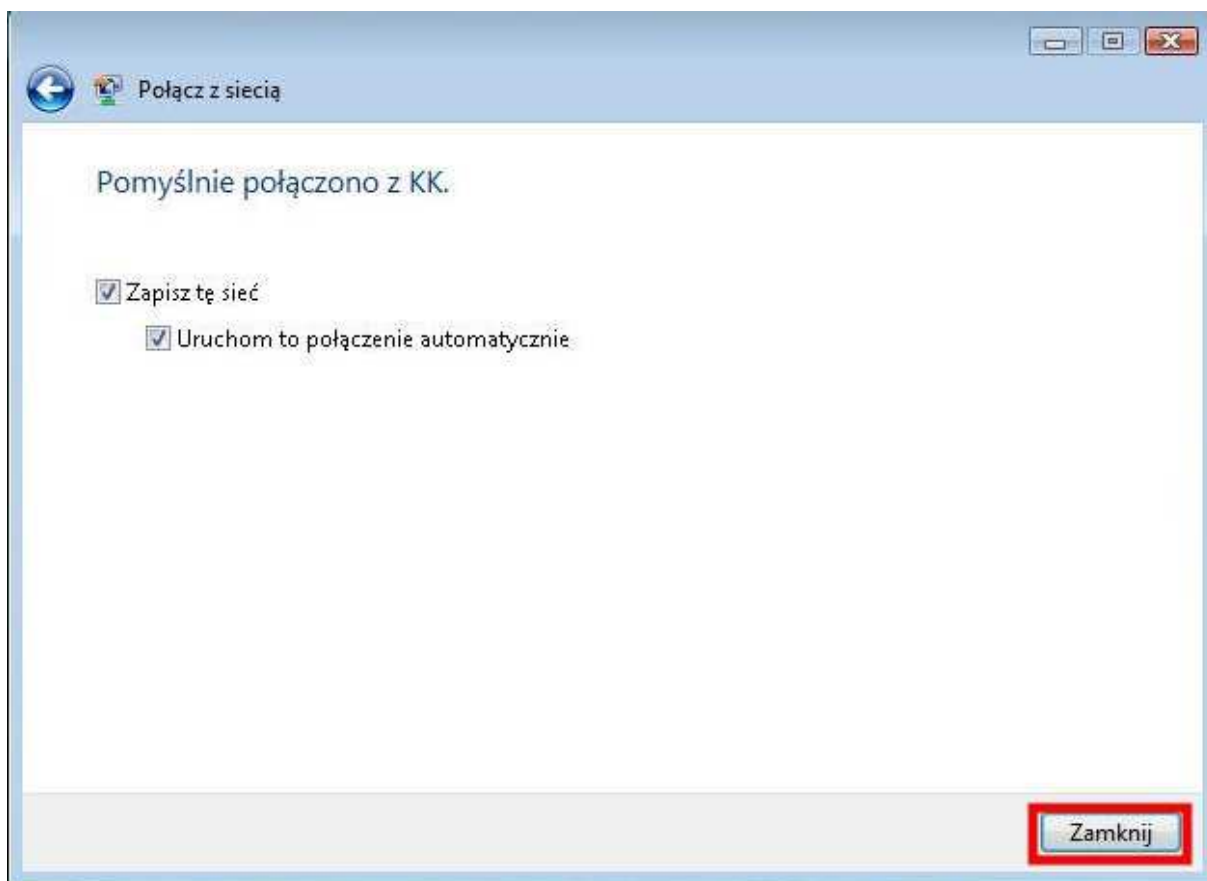 Połącz z siecią
Pomyślnie połączono z KK.
Zapisz tę sieć
Uruchom to połączenie automatycznie
Zamknij